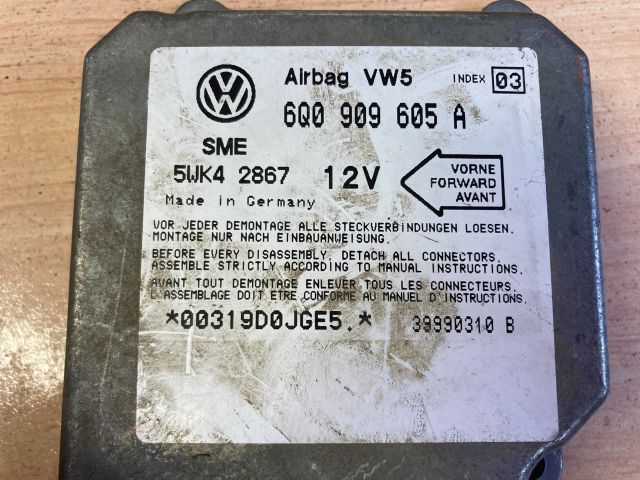 Airbag VW5 INDEX 03
6Q0 909 605 A
SME
5WK4 2867 12V
VORNE
FORWARD
AVANT
Made in Germany
VOR JEDER DEMONTAGE ALLE STECKVERBINDUNGEN LOESEN.
MONTAGE NUR NACH EINBAUANWEISUNG.
BEFORE EVERY DISASSEMBLY, DETACH ALL CONNECTORS.
ASSEMBLE STRICTLY ACCORDING TO MANUAL INSTRUCTIONS.
AVANT TOUT DEMONTAGE ENLEVER TOUS LES CONNECTEURS.
L'ASSEMBLAGE DOIT ETRE CONFORME AU MANUEL D'INSTRUCTIONS.
*00319D0JGE5.* 39990310 B